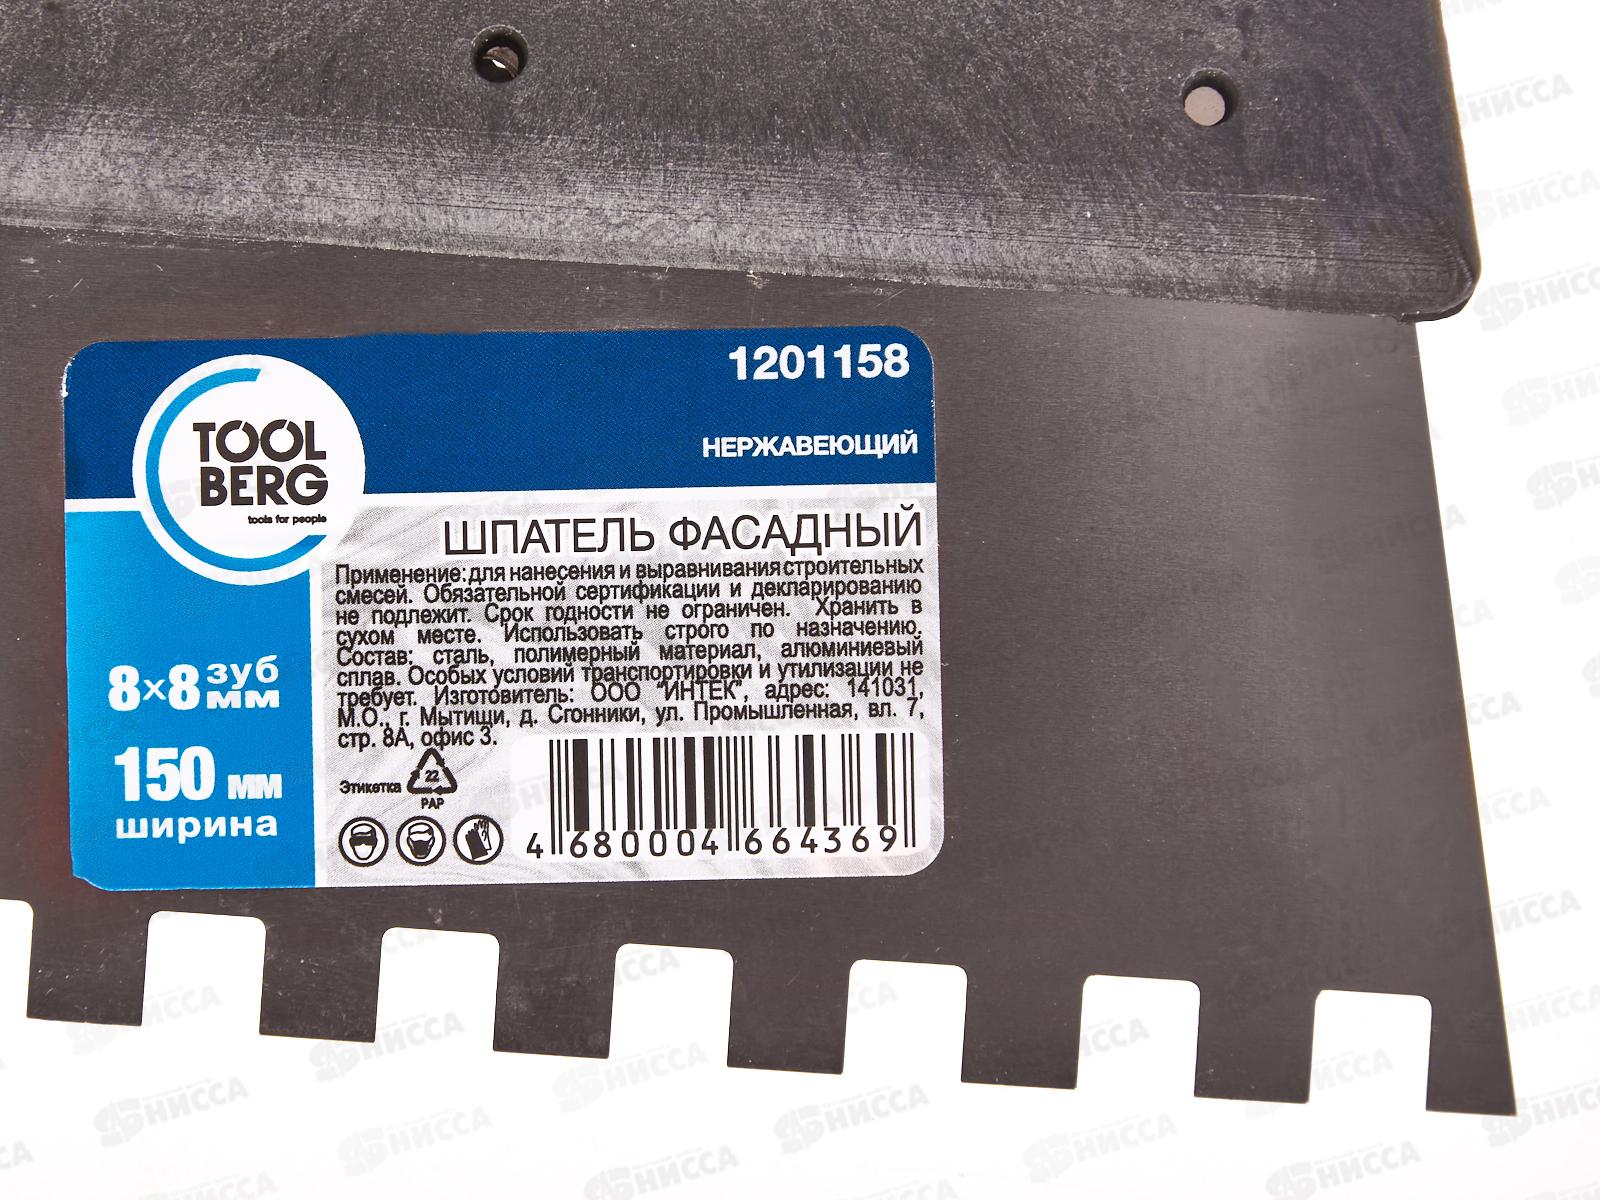 1201158
НЕРЖАВЕЮЩИЙ
TOOL
BERG
tools for people
ШПАТЕЛЬ ФАСАДНЫЙ
Применение: для нанесения и выравнивания строительных
смесей. Обязательной сертификации и декларированию
не подлежит. Срок годности не ограничен. Хранить в
сухом месте. Использовать строго по назначению.
Состав: сталь, полимерный материал, алюминиевый
сплав. Особых условий транспортировки и утилизации не
требует. Изготовитель: ООО "ИНТЕК", адрес: 141031,
М.О., г. Мытищи, д. Сгонники, ул. Промышленная, вл. 7,
стр. 8А, офис 3.
8×8 зуб
мм
150 мм
ширина
Этикетка
22
PAP
4 680004 664369
НИССА